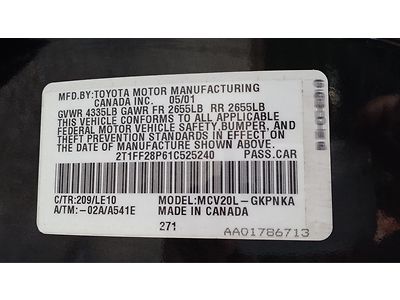 MFD.BY:TOYOTA MOTOR MANUFACTURING
CANADA INC. 05/01
GVWR 4335LB GAWR FR 2655LB RR 2655LB
THIS VEHICLE CONFORMS TO ALL APPLICABLE
FEDERAL MOTOR VEHICLE SAFETY,BUMPER, AND
THEFT PREVENTION STANDARDS IN EFFECT ON
THE DATE OF MANUFACTURE SHOWN ABOVE.
2T1FF28P61C525240 PASS.CAR
C/TR:209/LE10 MODEL:MCV20L-GKPNKA
A/TM:-02A/A541E MADE IN CANADA
271
AA01786713